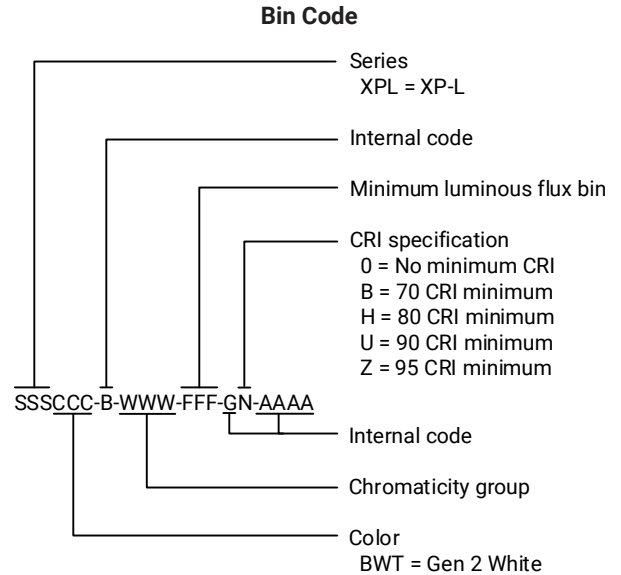 Bin Code
Series
XPL = XP-L
Internal code
Minimum luminous flux bin
CRI specification
0 = No minimum CRI
B = 70 CRI minimum
H = 80 CRI minimum
U = 90 CRI minimum
Z = 95 CRI minimum
SSSCCC-B-WWW-FFF-GN-AAAA
Internal code
Chromaticity group
Color
BWT = Gen 2 White